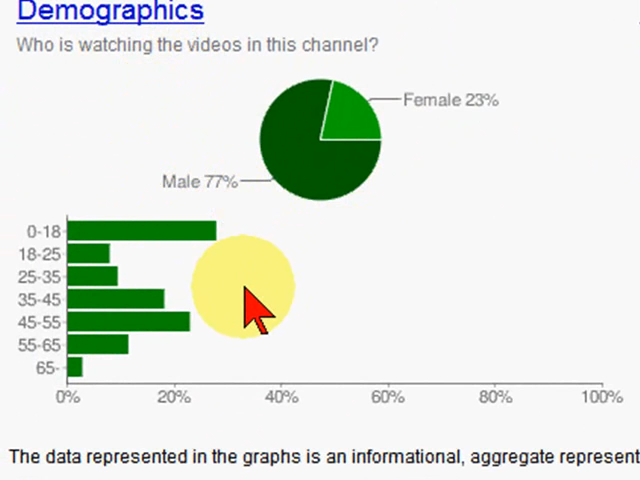 Demographics
Who is watching the videos in this channel?
Female 23%
Male 77%
0-18
18-25
25-35
35-45
45-55
55-65
65-
0% 20% 40% 60% 80% 100%
The data represented in the graphs is an informational, aggregate represent